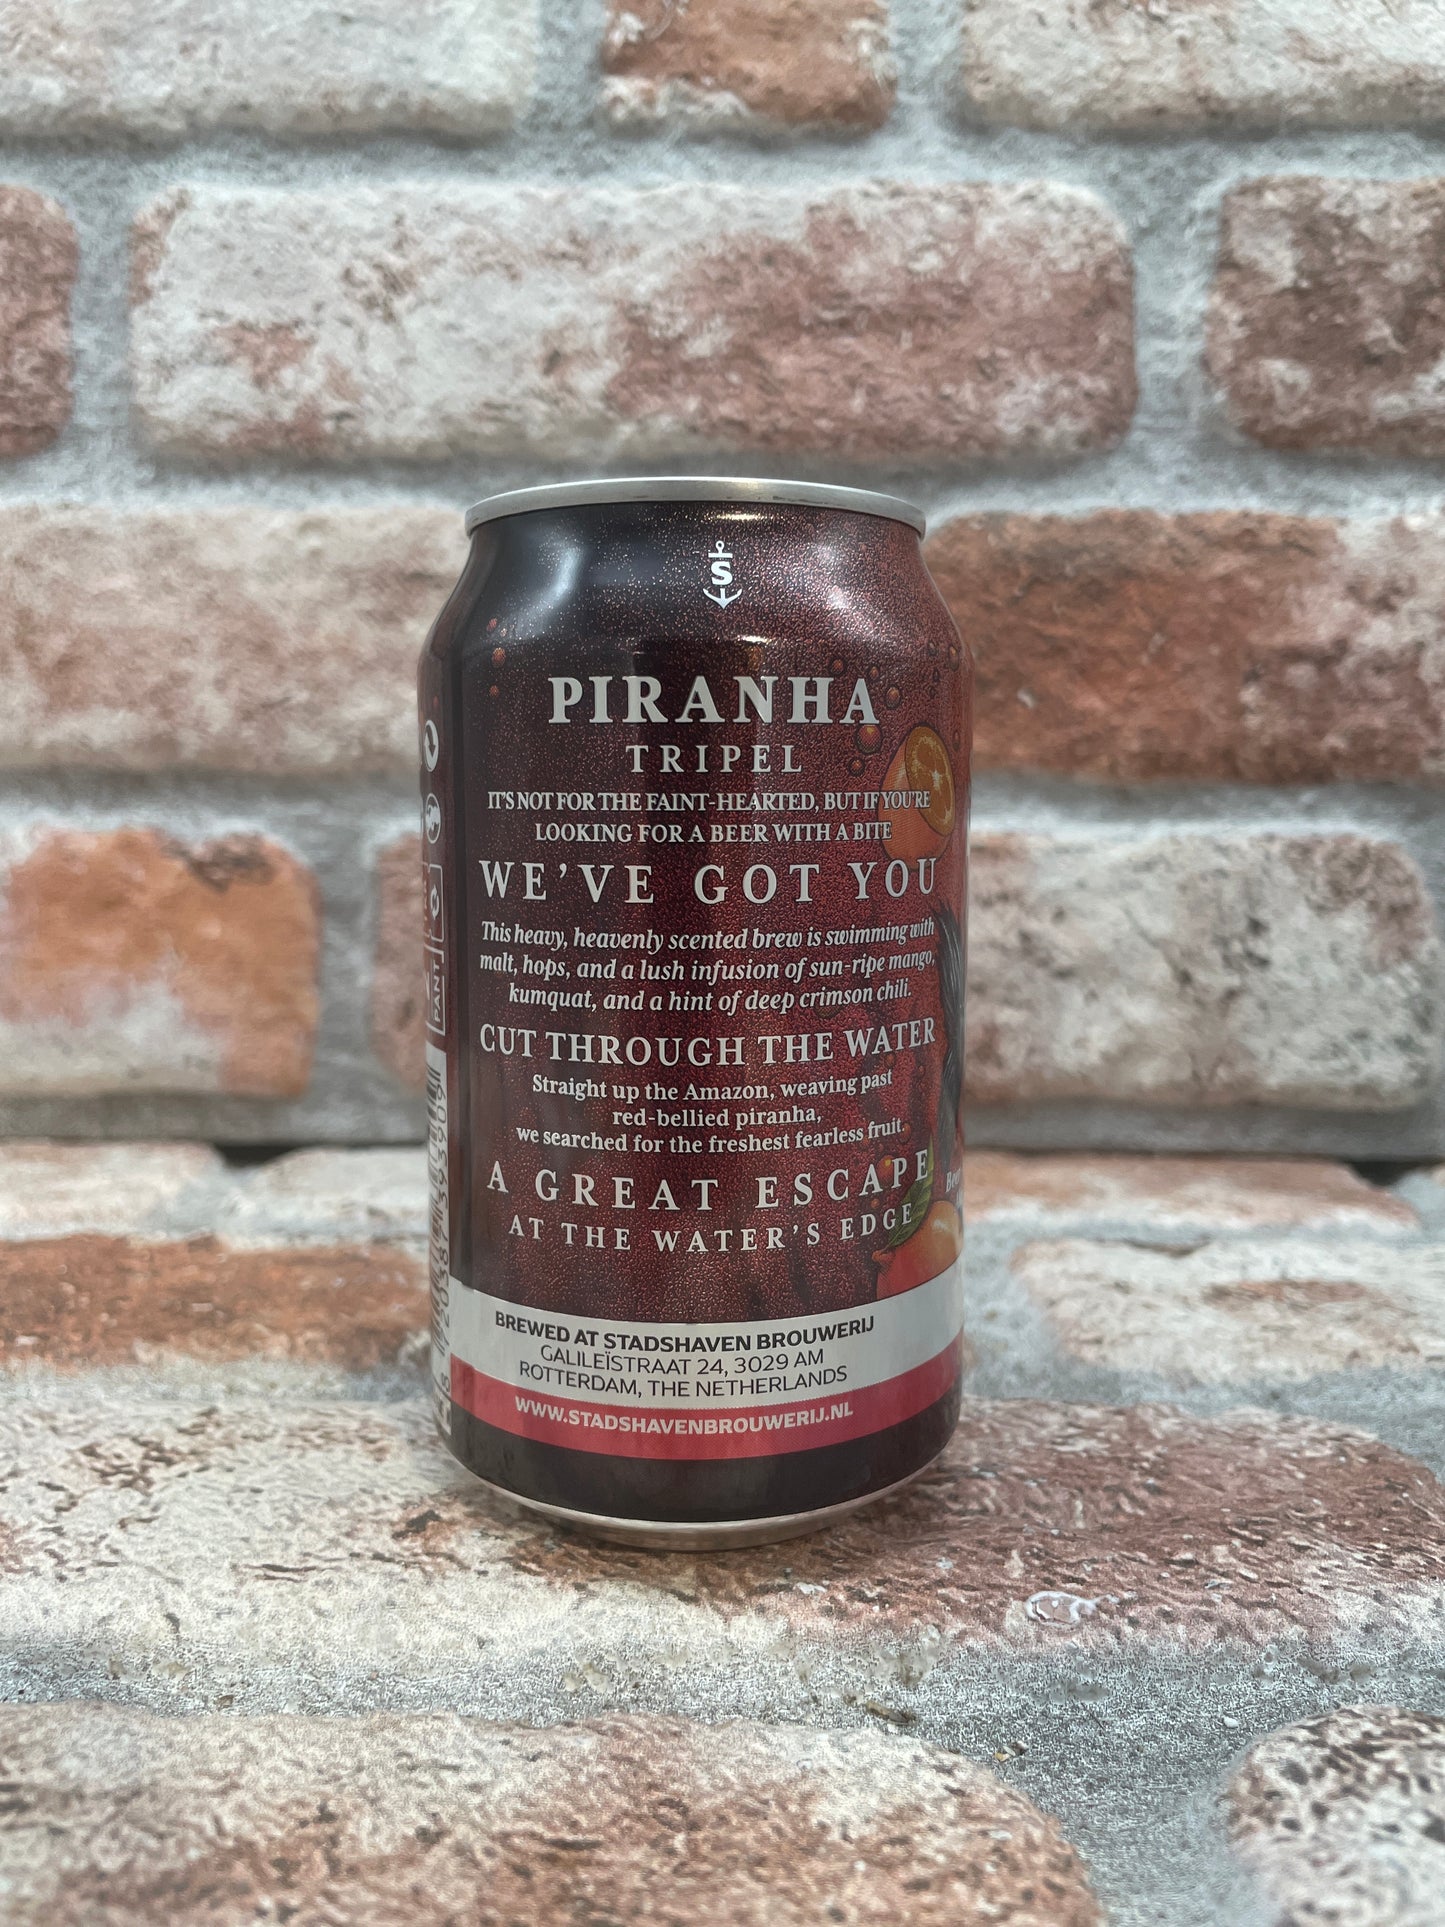 S
PIRANHA
TRIPEL
IT'S NOT FOR THE FAINT-HEARTED, BUT IF YOU'RE
LOOKING FOR A BEER WITH A BITE
WE'VE GOT YOU
This heavy, heavenly scented brew is swimming with
malt, hops, and a lush infusion of sun-ripe mango,
kumquat, and a hint of deep crimson chili.
CUT THROUGH THE WATER
Straight up the Amazon, weaving past
red-bellied piranha,
we searched for the freshest fearless fruit.
A GREAT ESCAPE
AT THE WATER'S EDGE
BREWED AT STADSHAVEN BROUWERIJ
GALILEÏSTRAAT 24, 3029 AM
ROTTERDAM, THE NETHERLANDS
WWW.STADSHAVENBROUWERIJ.NL
PANT
Beer